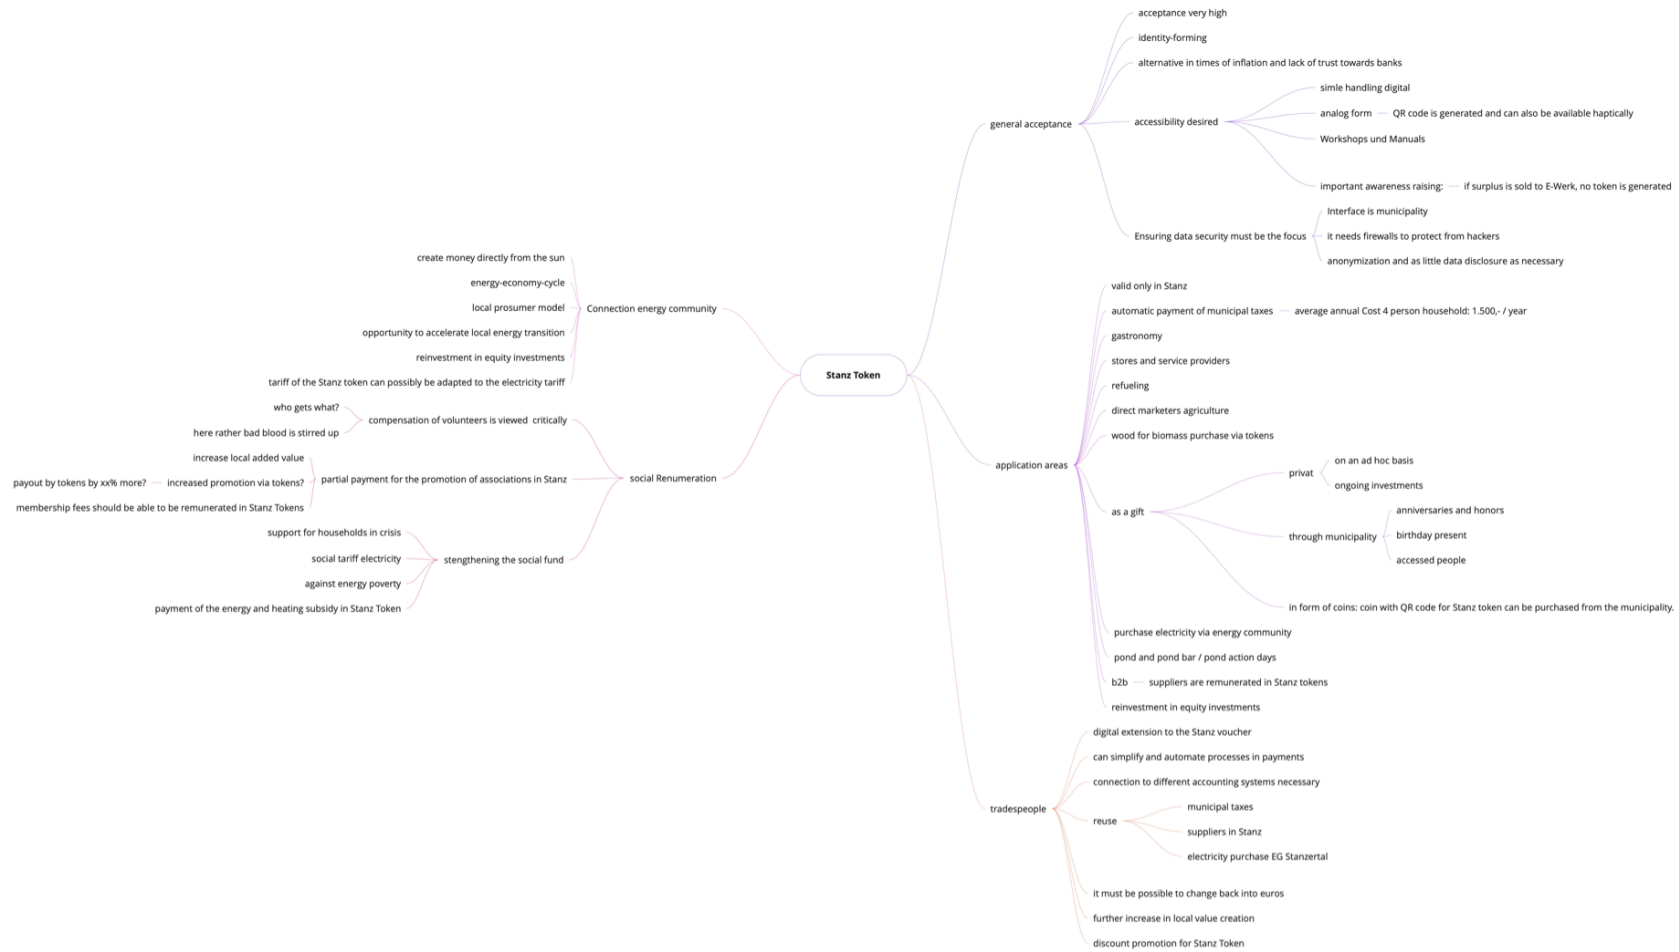 Stanz Token
general acceptance
acceptance very high
identity-forming
alternative in times of inflation and lack of trust towards banks
accessibility desired
simle handling digital
analog form
QR code is generated and can also be available haptically
Workshops und Manuals
important awareness raising:
if surplus is sold to E-Werk, no token is generated
Ensuring data security must be the focus
Interface is municipality
it needs firewalls to protect from hackers
anonymization and as little data disclosure as necessary
application areas
valid only in Stanz
automatic payment of municipal taxes
average annual Cost 4 person household: 1.500,- / year
gastronomy
stores and service providers
refueling
direct marketers agriculture
wood for biomass purchase via tokens
as a gift
privat
on an ad hoc basis
ongoing investments
through municipality
anniversaries and honors
birthday present
accessed people
in form of coins: coin with QR code for Stanz token can be purchased from the municipality.
purchase electricity via energy community
pond and pond bar / pond action days
b2b
suppliers are remunerated in Stanz tokens
reinvestment in equity investments
tradespeople
digital extension to the Stanz voucher
can simplify and automate processes in payments
connection to different accounting systems necessary
reuse
municipal taxes
suppliers in Stanz
electricity purchase EG Stanzertal
it must be possible to change back into euros
further increase in local value creation
discount promotion for Stanz Token
Connection energy community
create money directly from the sun
energy-economy-cycle
local prosumer model
opportunity to accelerate local energy transition
reinvestment in equity investments
tariff of the Stanz token can possibly be adapted to the electricity tariff
social Renumeration
compensation of volunteers is viewed  critically
who gets what?
here rather bad blood is stirred up
partial payment for the promotion of associations in Stanz
increase local added value
increased promotion via tokens?
payout by tokens by xx% more?
membership fees should be able to be remunerated in Stanz Tokens
stengthening the social fund
support for households in crisis
social tariff electricity
against energy poverty
payment of the energy and heating subsidy in Stanz Token